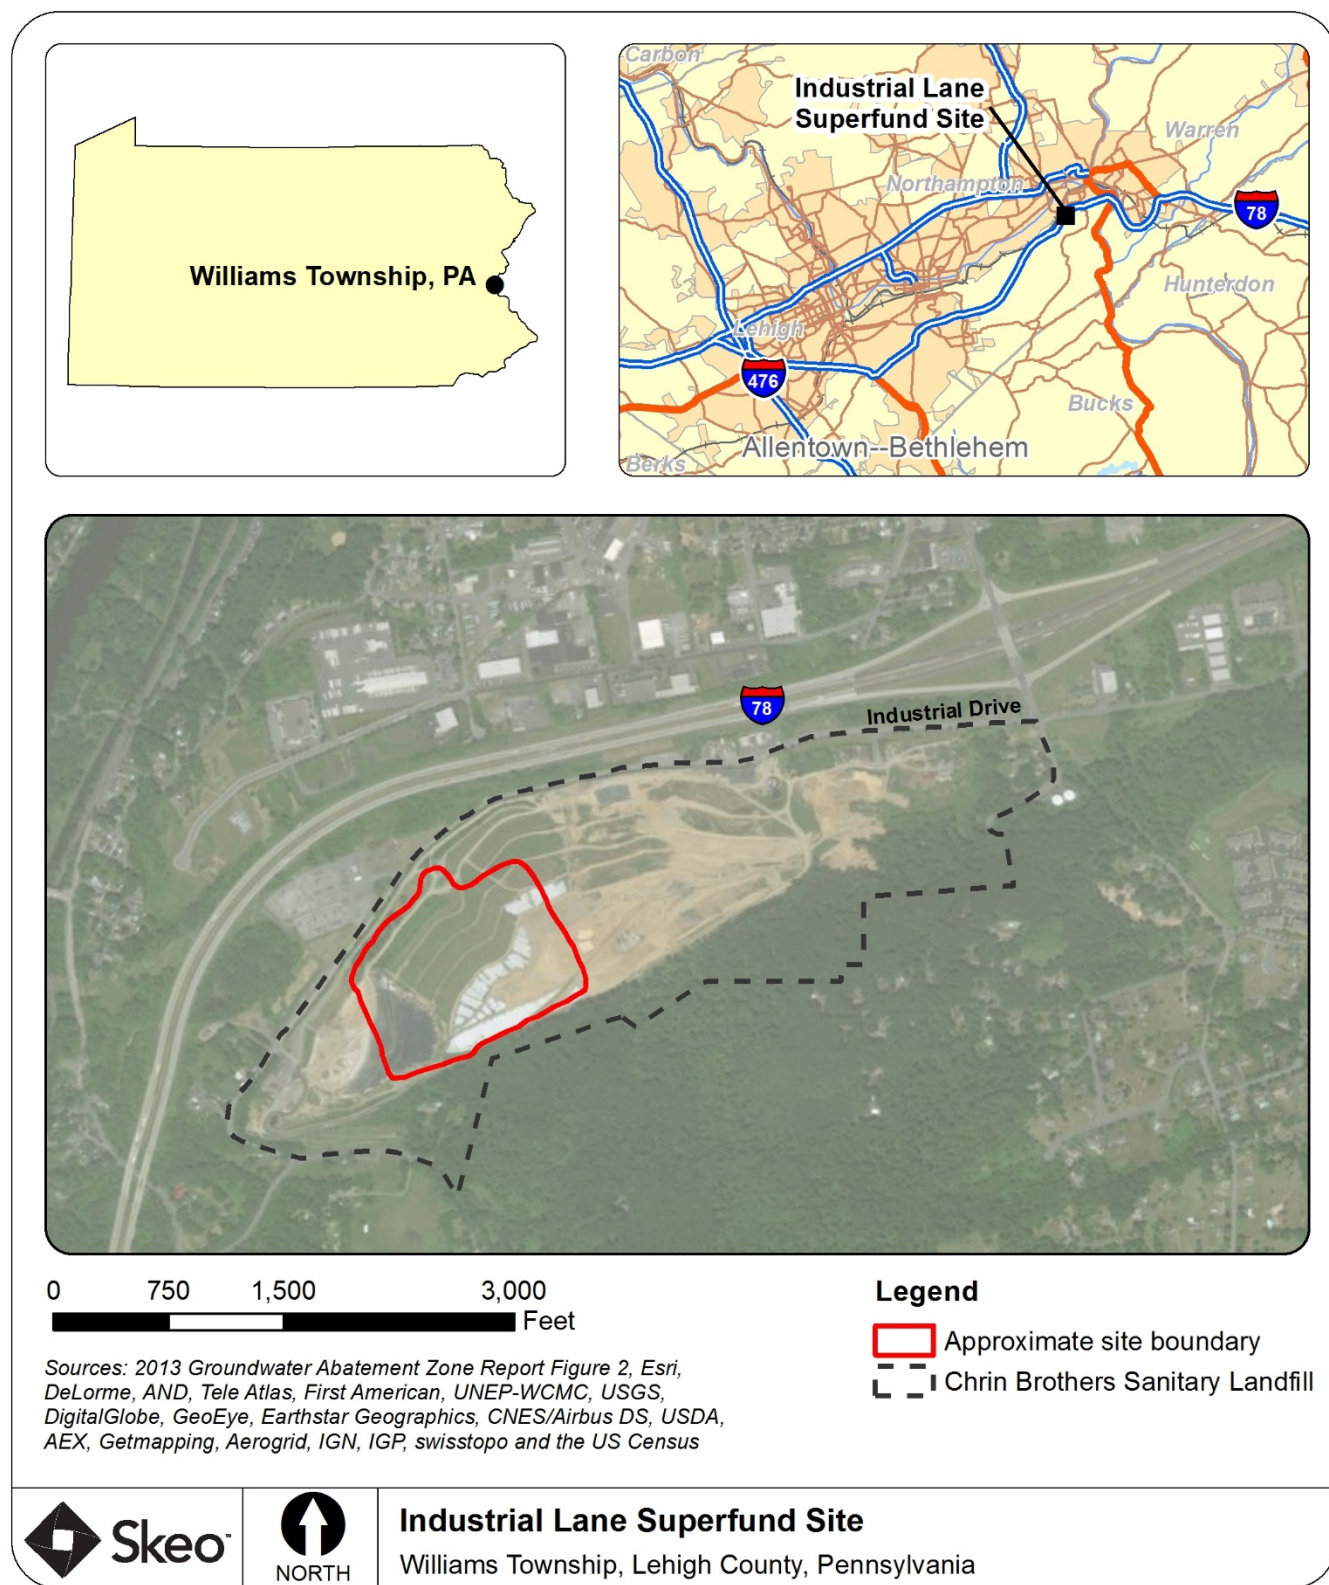 Williams Township, PA
Carbon
Industrial Lane
Superfund Site
Warren
Northampton
78
Hunterdon
Lehigh
476
Bucks
Allentown--Bethlehem
Berks
78
Industrial Drive
0 750 1,500 3,000
Feet
Sources: 2013 Groundwater Abatement Zone Report Figure 2, Esri,
DeLorme, AND, Tele Atlas, First American, UNEP-WCMC, USGS,
DigitalGlobe, GeoEye, Earthstar Geographics, CNES/Airbus DS, USDA,
AEX, Getmapping, Aerogrid, IGN, IGP, swisstopo and the US Census
Legend
Approximate site boundary
Chrin Brothers Sanitary Landfill
Skeo
NORTH
Industrial Lane Superfund Site
Williams Township, Lehigh County, Pennsylvania